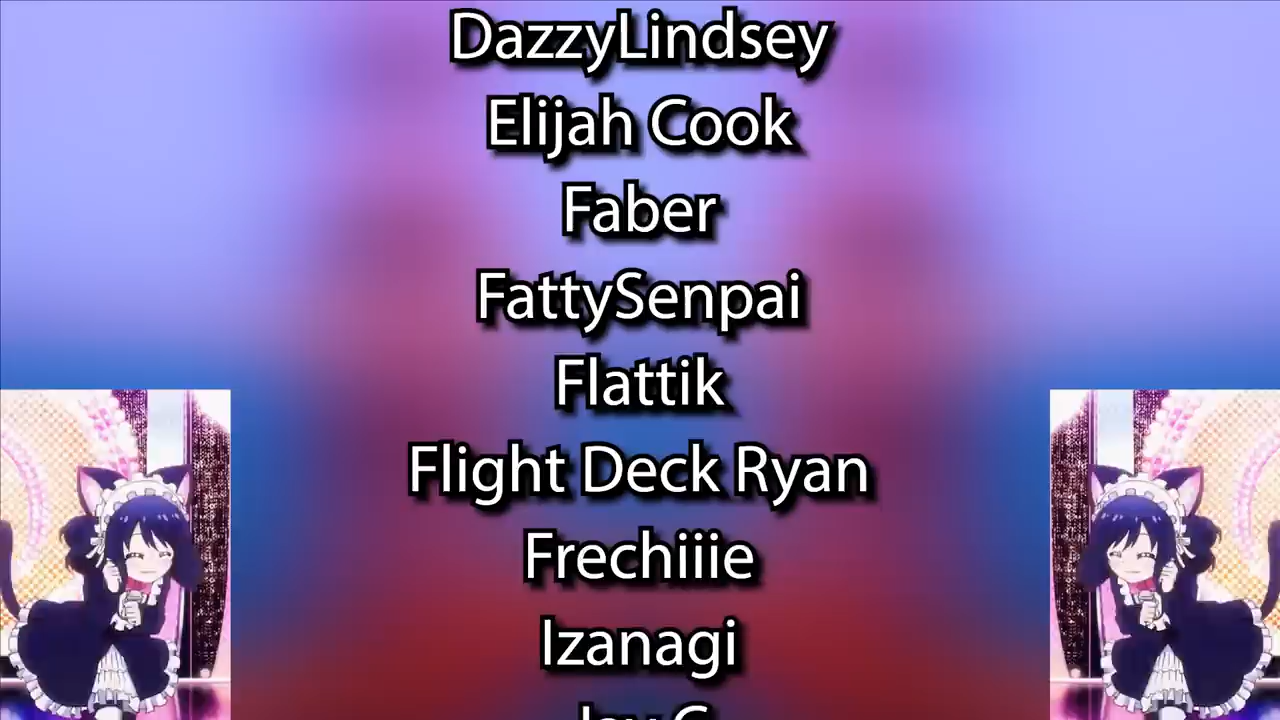 DazzyLindsey
Elijah Cook
Faber
FattySenpai
Flattik
Flight Deck Ryan
Frechiiie
Izanagi